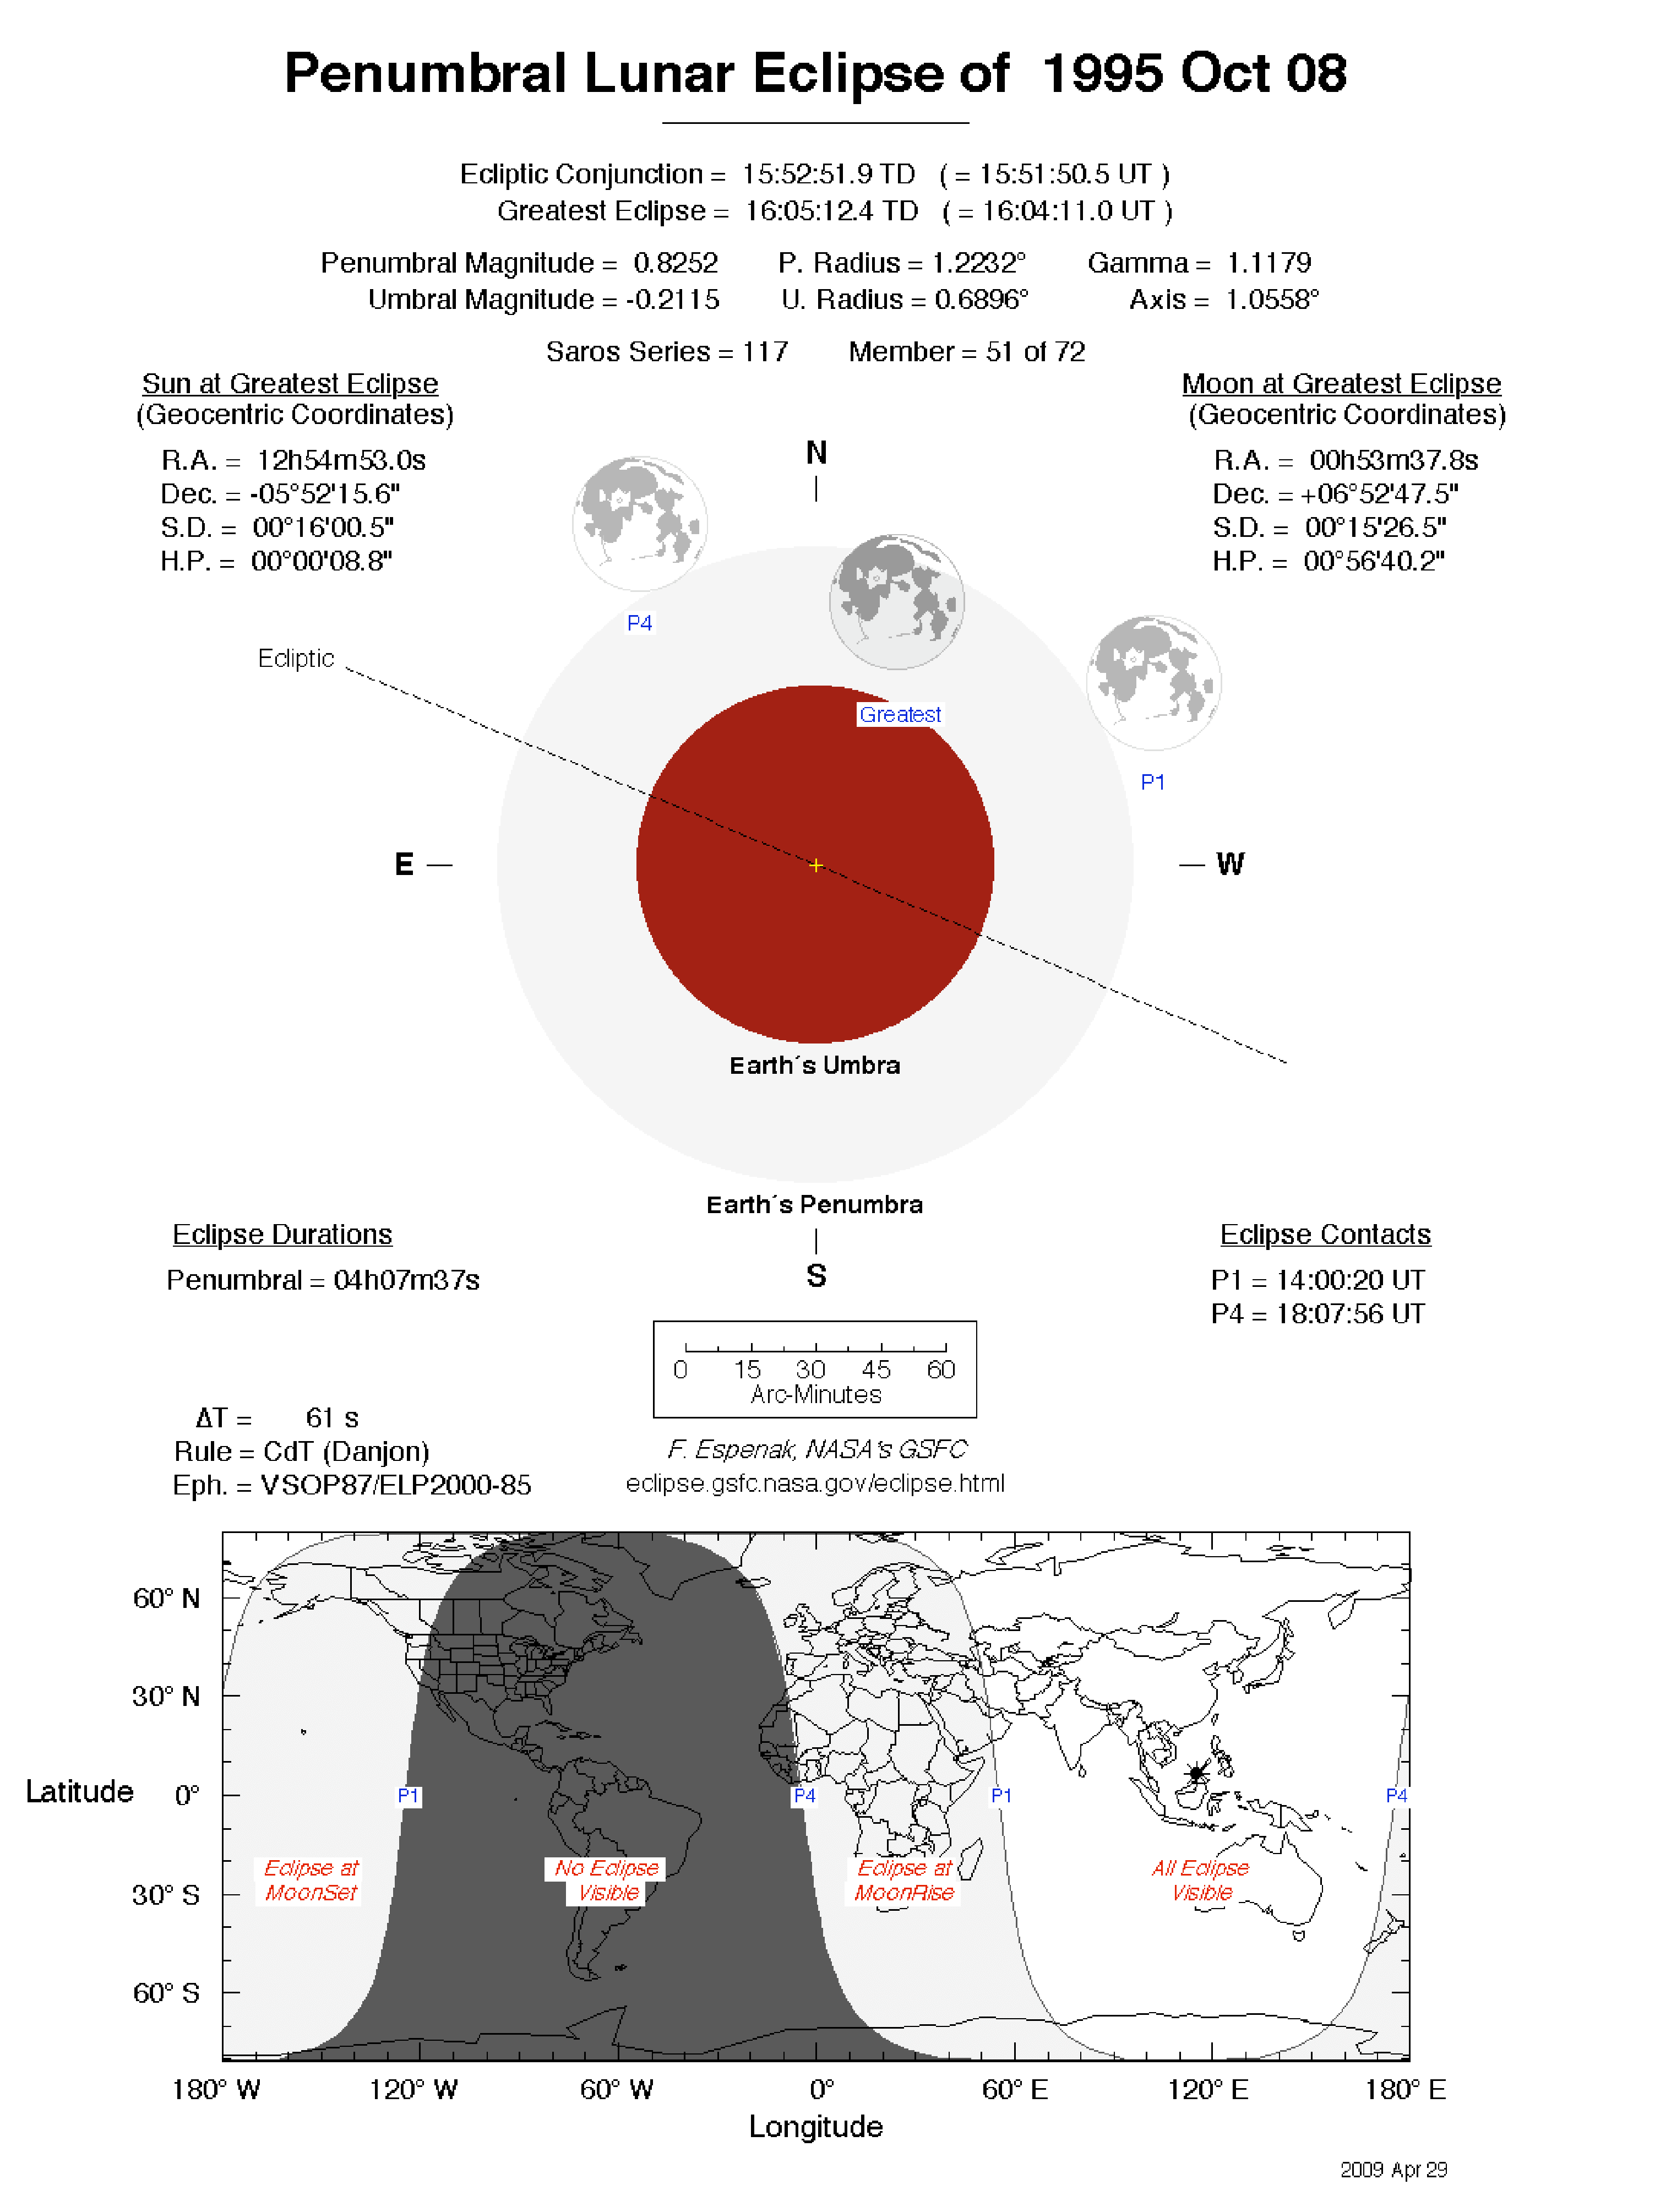 Penumbral Lunar Eclipse of 1995 Oct 08
Ecliptic Conjunction = 15:52:51.9 TD ( = 15:51:50.5 UT )
Greatest Eclipse = 16:05:12.4 TD ( = 16:04:11.0 UT )
Penumbral Magnitude = 0.8252 P. Radius = 1.2232° Gamma = 1.1179
Umbral Magnitude = -0.2115 U. Radius = 0.6896° Axis = 1.0558°
Saros Series = 117 Member = 51 of 72
Sun at Greatest Eclipse
(Geocentric Coordinates)
R.A. = 12h54m53.0s
Dec. = -05°52'15.6"
S.D. = 00°16'00.5"
H.P. = 00°00'08.8"
Moon at Greatest Eclipse
(Geocentric Coordinates)
R.A. = 00h53m37.8s
Dec. = +06°52'47.5"
S.D. = 00°15'26.5"
H.P. = 00°56'40.2"
N
P4
Ecliptic
Greatest
P1
E
W
Earth´s Umbra
Earth´s Penumbra
S
Eclipse Durations
Penumbral = 04h07m37s
Eclipse Contacts
P1 = 14:00:20 UT
P4 = 18:07:56 UT
0 15 30 45 60
Arc-Minutes
ΔT = 61 s
Rule = CdT (Danjon)
Eph. = VSOP87/ELP2000-85
F. Espenak, NASA's GSFC
eclipse.gsfc.nasa.gov/eclipse.html
60° N
30° N
Latitude 0°
30° S
60° S
P1 P4 P1 P4
Eclipse at MoonSet
No Eclipse Visible
Eclipse at MoonRise
All Eclipse Visible
180° W 120° W 60° W 0° 60° E 120° E 180° E
Longitude
2009 Apr 29